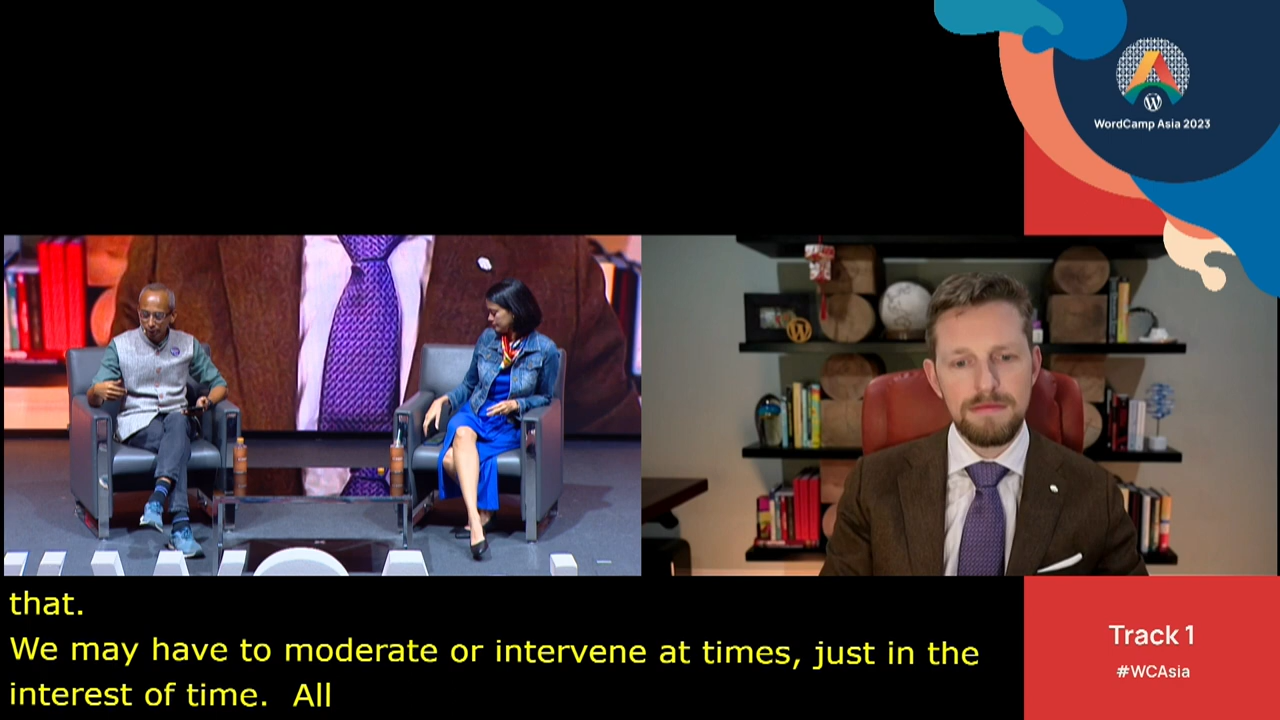 WordCamp Asia 2023
that.
We may have to moderate or intervene at times, just in the
interest of time.  All
Track 1
#WCAsia